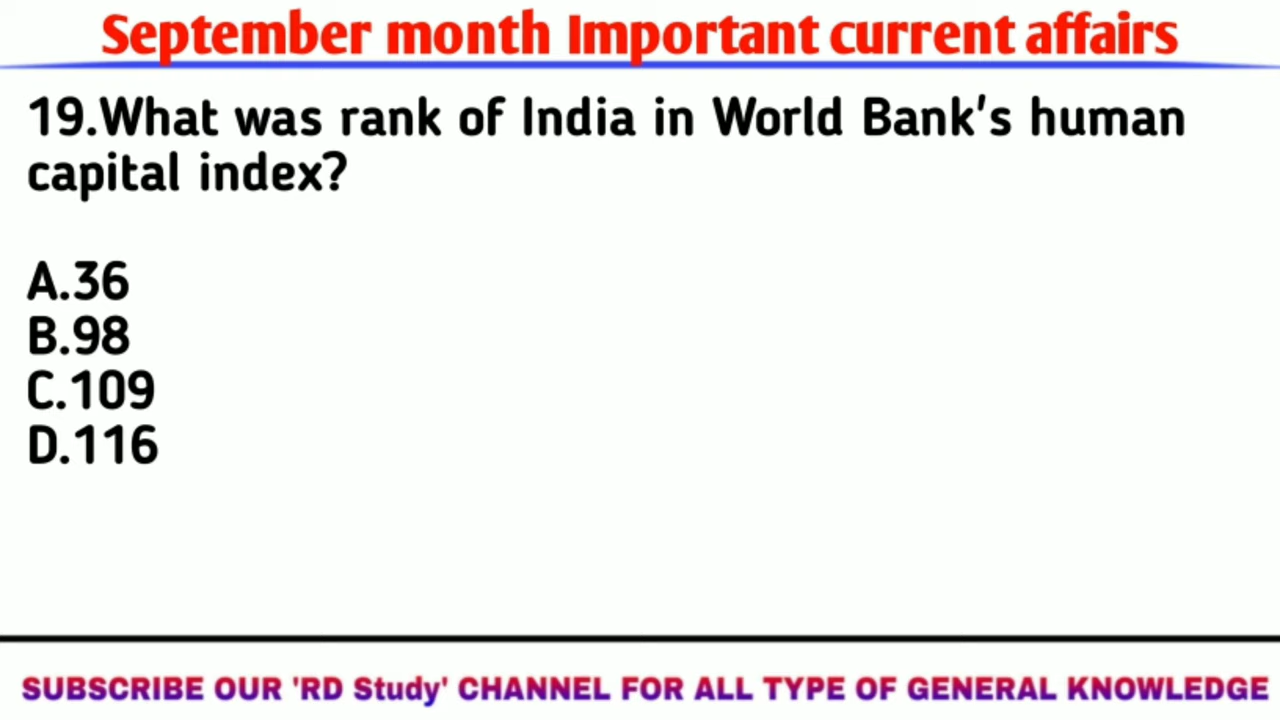 September month Important current affairs
19.What was rank of India in World Bank's human
capital index?
A.36
B.98
C.109
D.116
SUBSCRIBE OUR 'RD Study' CHANNEL FOR ALL TYPE OF GENERAL KNOWLEDGE